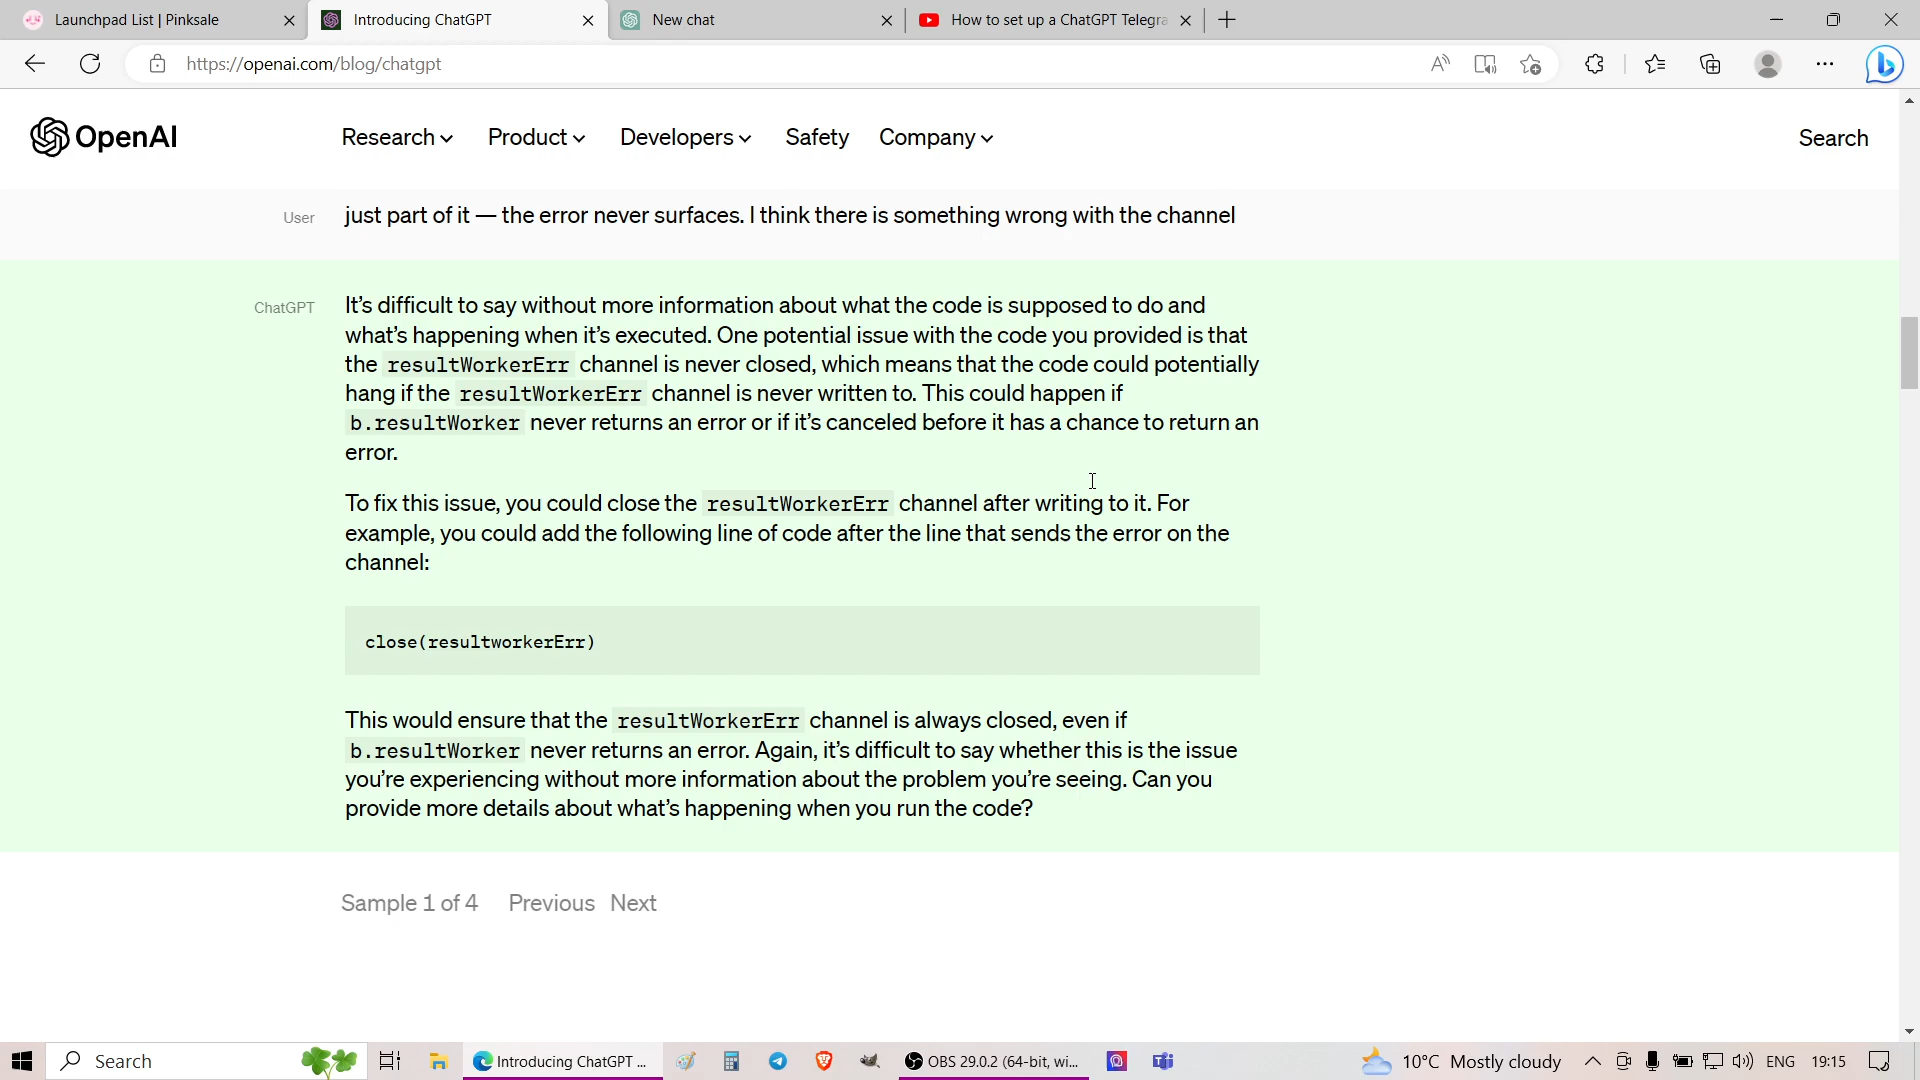 Launchpad List | Pinksale
Introducing ChatGPT
New chat
How to set up a ChatGPT Telegra
https://openai.com/blog/chatgpt
OpenAI
Research
Product
Developers
Safety
Company
Search
User
just part of it — the error never surfaces. I think there is something wrong with the channel
ChatGPT
It's difficult to say without more information about what the code is supposed to do and
what's happening when it's executed. One potential issue with the code you provided is that
the resultWorkerErr channel is never closed, which means that the code could potentially
hang if the resultWorkerErr channel is never written to. This could happen if
b.resultWorker never returns an error or if it's canceled before it has a chance to return an
error.
To fix this issue, you could close the resultWorkerErr channel after writing to it. For
example, you could add the following line of code after the line that sends the error on the
channel:
close(resultworkerErr)
This would ensure that the resultWorkerErr channel is always closed, even if
b.resultWorker never returns an error. Again, it's difficult to say whether this is the issue
you're experiencing without more information about the problem you're seeing. Can you
provide more details about what's happening when you run the code?
Sample 1 of 4 Previous Next
Search
Introducing ChatGPT ...
OBS 29.0.2 (64-bit, wi...
10°C Mostly cloudy
ENG
19:15